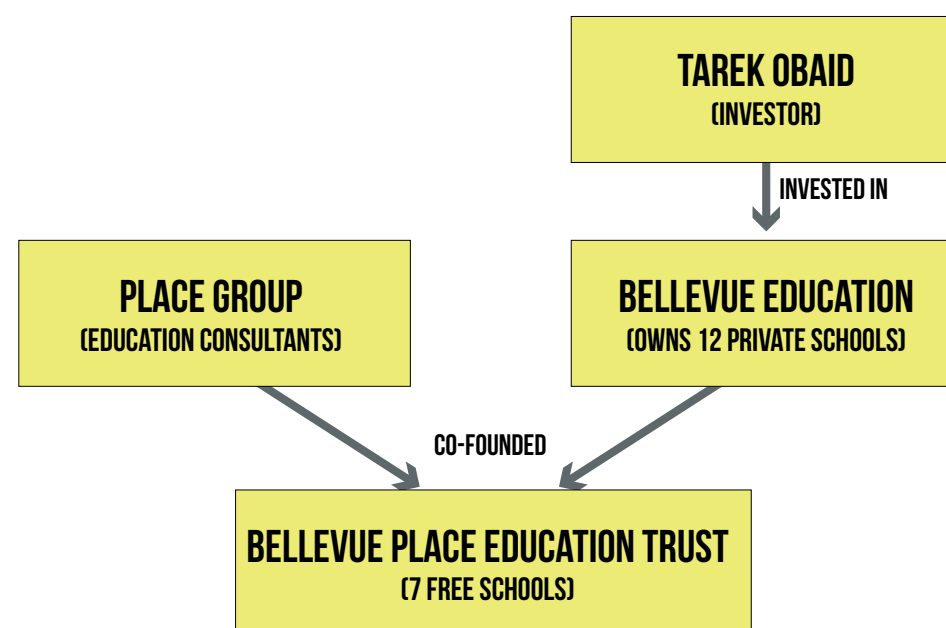 TAREK OBAID
(INVESTOR)
INVESTED IN
PLACE GROUP
(EDUCATION CONSULTANTS)
BELLEVUE EDUCATION
(OWNS 12 PRIVATE SCHOOLS)
CO-FOUNDED
BELLEVUE PLACE EDUCATION TRUST
(7 FREE SCHOOLS)